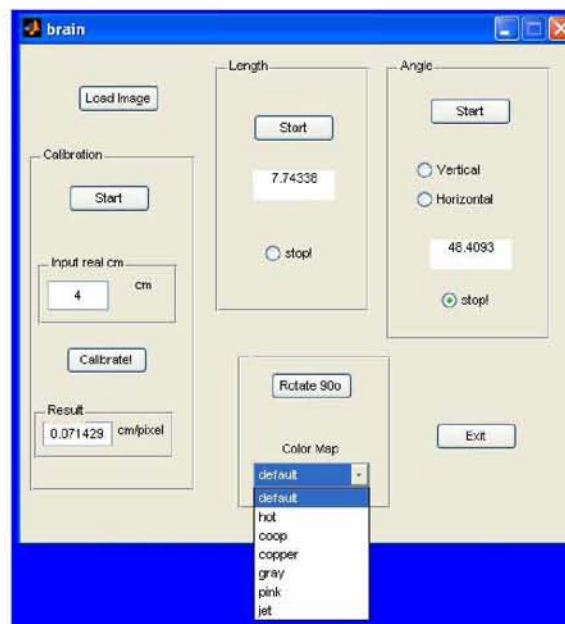 brain
Load Image
Calibration
Start
Input real cm
4
cm
Calibrate!
Result
0.071429
cm/pixel
Length
Start
7.74338
stop!
Angle
Start
Vertical
Horizontal
48.4093
stop!
Rotate 90o
Color Map
default
default
hot
coop
copper
gray
pink
jet
Exit